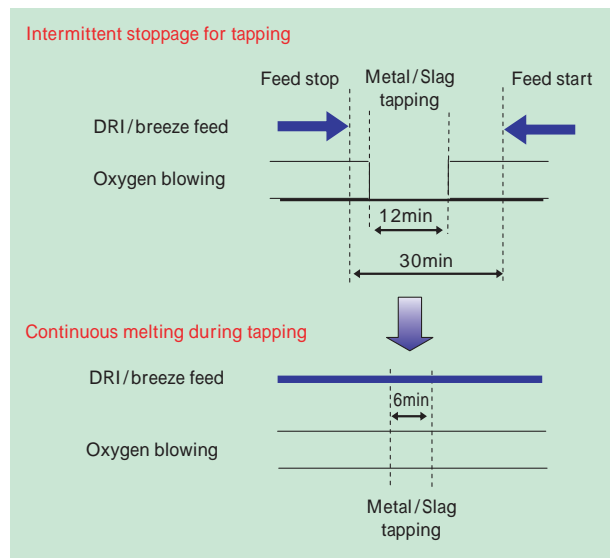 Intermittent stoppage for tapping
Feed stop
Metal/Slag
tapping
Feed start
DRI/breeze feed
Oxygen blowing
12min
30min
Continuous melting during tapping
DRI/breeze feed
6min
Oxygen blowing
Metal/Slag
tapping